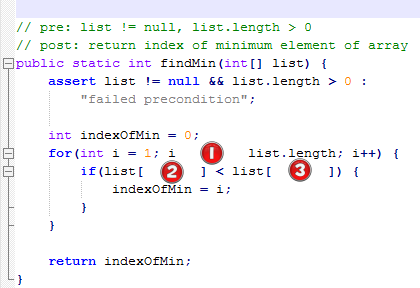 // pre: list != null, list.length > 0
// post: return index of minimum element of array
public static int findMin(int[] list) {
assert list != null && list.length > 0 :
"failed precondition";
int indexOfMin = 0;
for(int i = 1; i 1 list.length; i++) {
if(list[ 2 ] < list[ 3 ]) {
indexOfMin = i;
}
}
return indexOfMin;
}